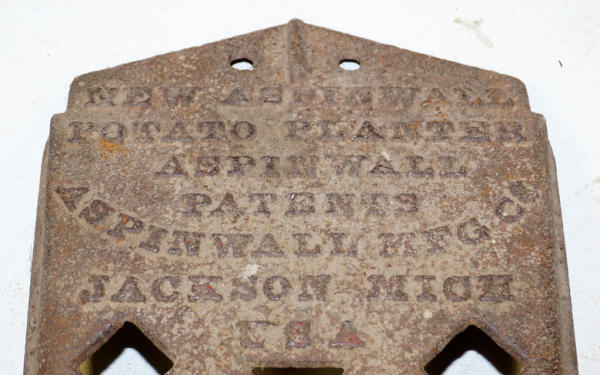 NEW ASPINWALL
POTATO PLANTER
ASPINWALL
PATENTS
ASPINWALL MFG CO
JACKSON MICH
USA